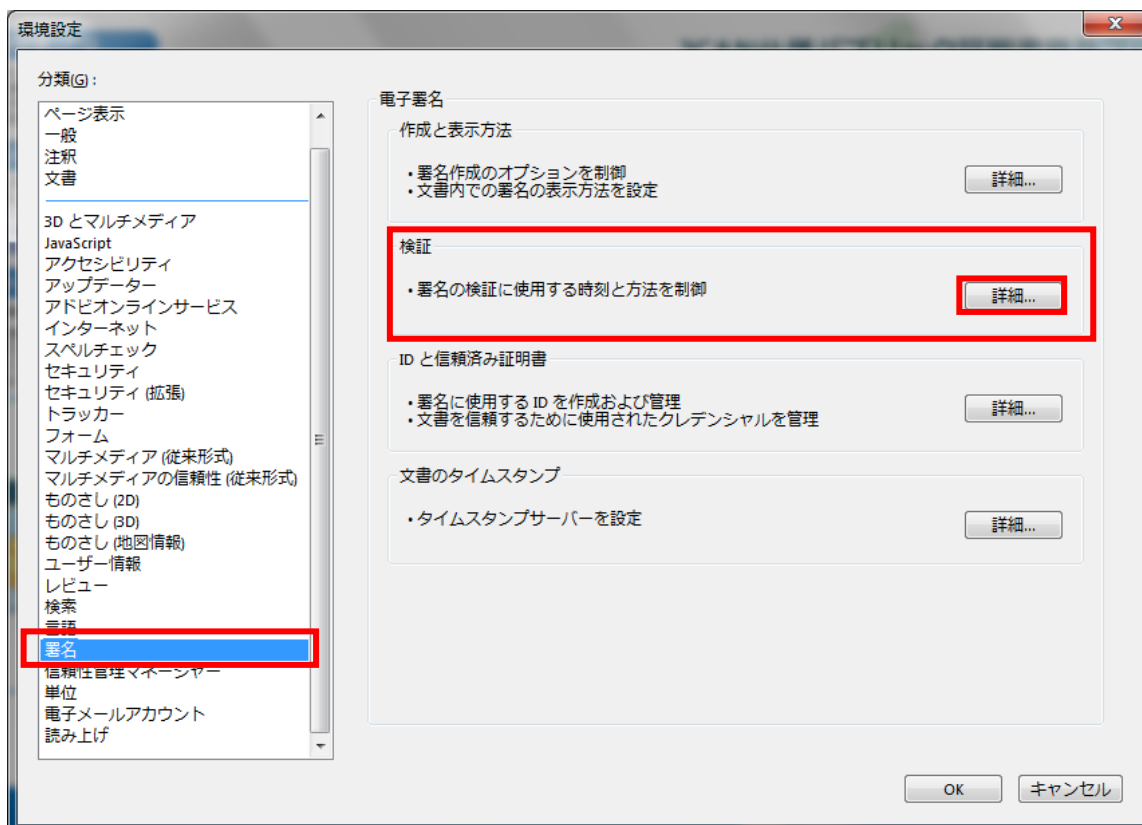 環境設定
分類(G):
ページ表示
一般
注釈
文書
3D とマルチメディア
JavaScript
アクセシビリティ
アップデーター
アドビオンラインサービス
インターネット
スペルチェック
セキュリティ
セキュリティ (拡張)
トラッカー
フォーム
マルチメディア (従来形式)
マルチメディアの信頼性 (従来形式)
ものさし (2D)
ものさし (3D)
ものさし (地図情報)
ユーザー情報
レビュー
検索
言語
署名
信頼性管理マネージャー
単位
電子メールアカウント
読み上げ
電子署名
作成と表示方法
・署名作成のオプションを制御
・文書内での署名の表示方法を設定
詳細...
検証
・署名の検証に使用する時刻と方法を制御
詳細...
ID と信頼済み証明書
・署名に使用する ID を作成および管理
・文書を信頼するために使用されたクレデンシャルを管理
詳細...
文書のタイムスタンプ
・タイムスタンプサーバーを設定
詳細...
OK
キャンセル